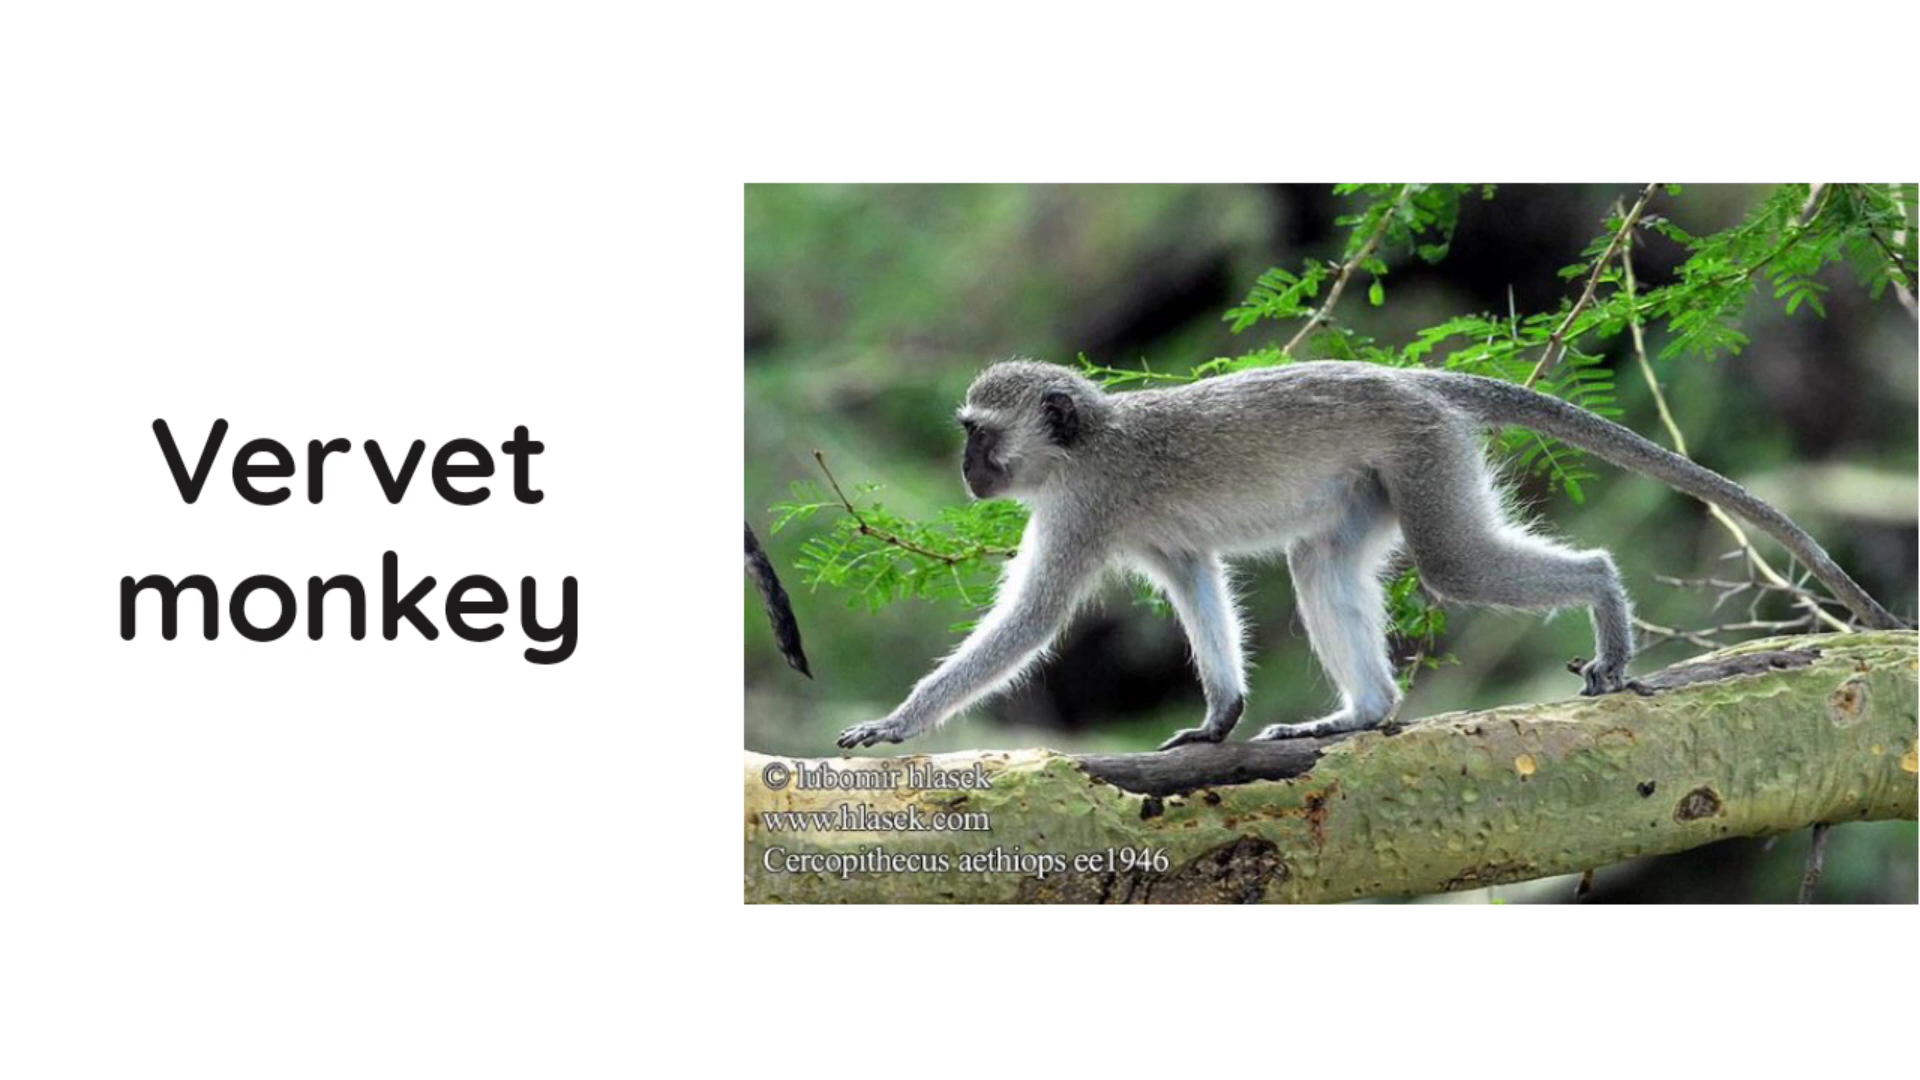 Vervet
monkey
© lubomir hlasek
www.hlasek.com
Cercopithecus aethiops ee1946